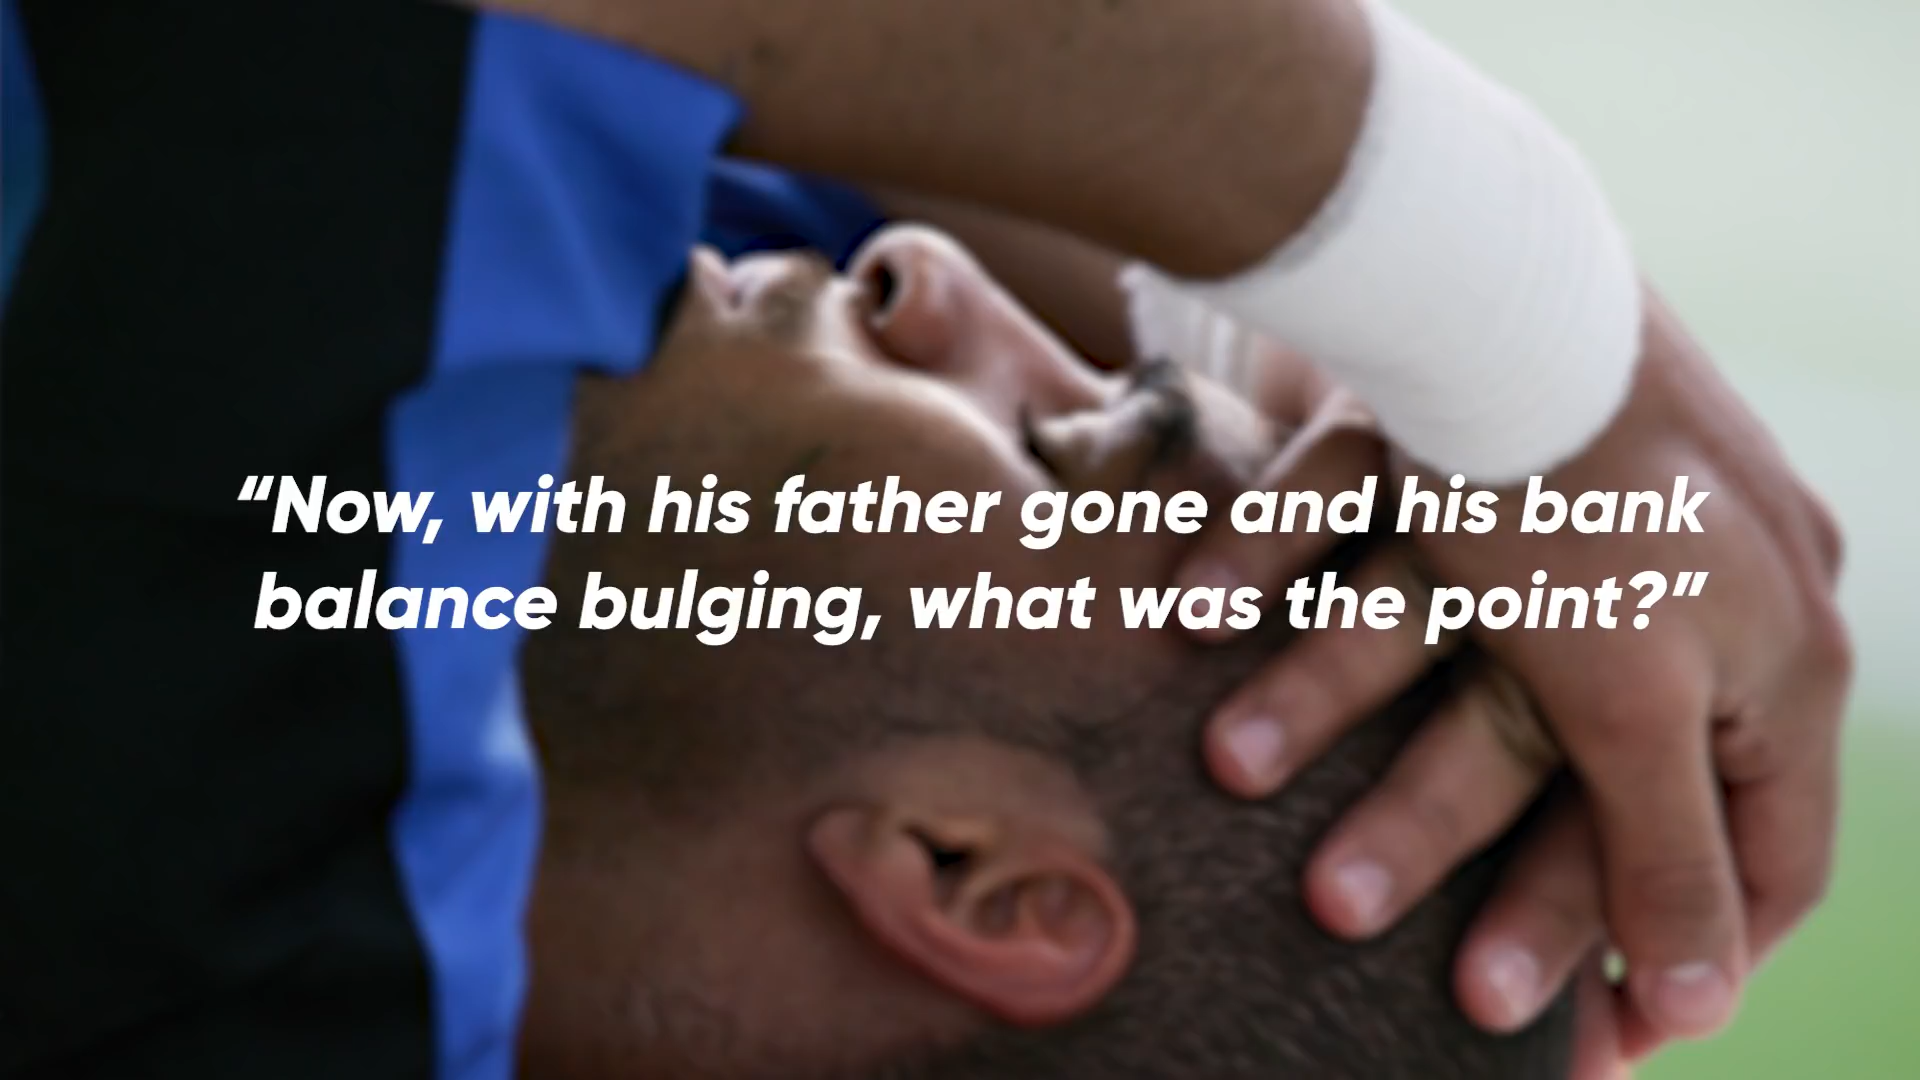 “Now, with his father gone and his bank
balance bulging, what was the point?”